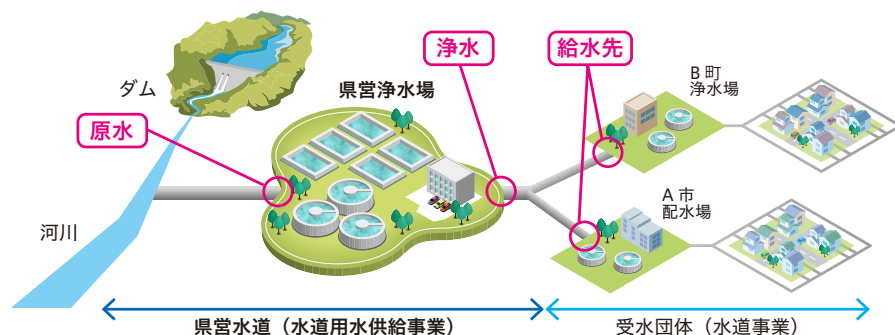 ダム
原水
河川
県営浄水場
浄水
給水先
B町
浄水場
A市
配水場
県営水道（水道用水供給事業）
受水団体（水道事業）